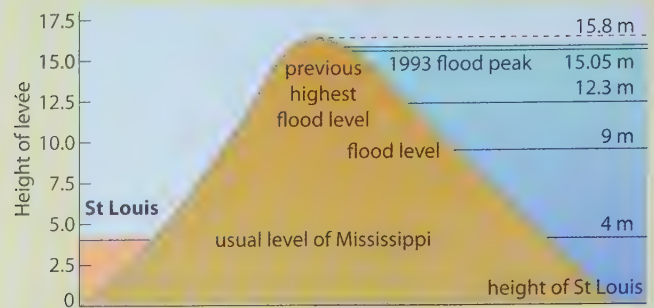 17.5
15.0
12.5
10.0
7.5
5.0
2.5
0
Height of levée
St Louis
previous
highest
flood level
1993 flood peak
flood level
usual level of Mississippi
15.8 m
15.05 m
12.3 m
9 m
4 m
height of St Louis